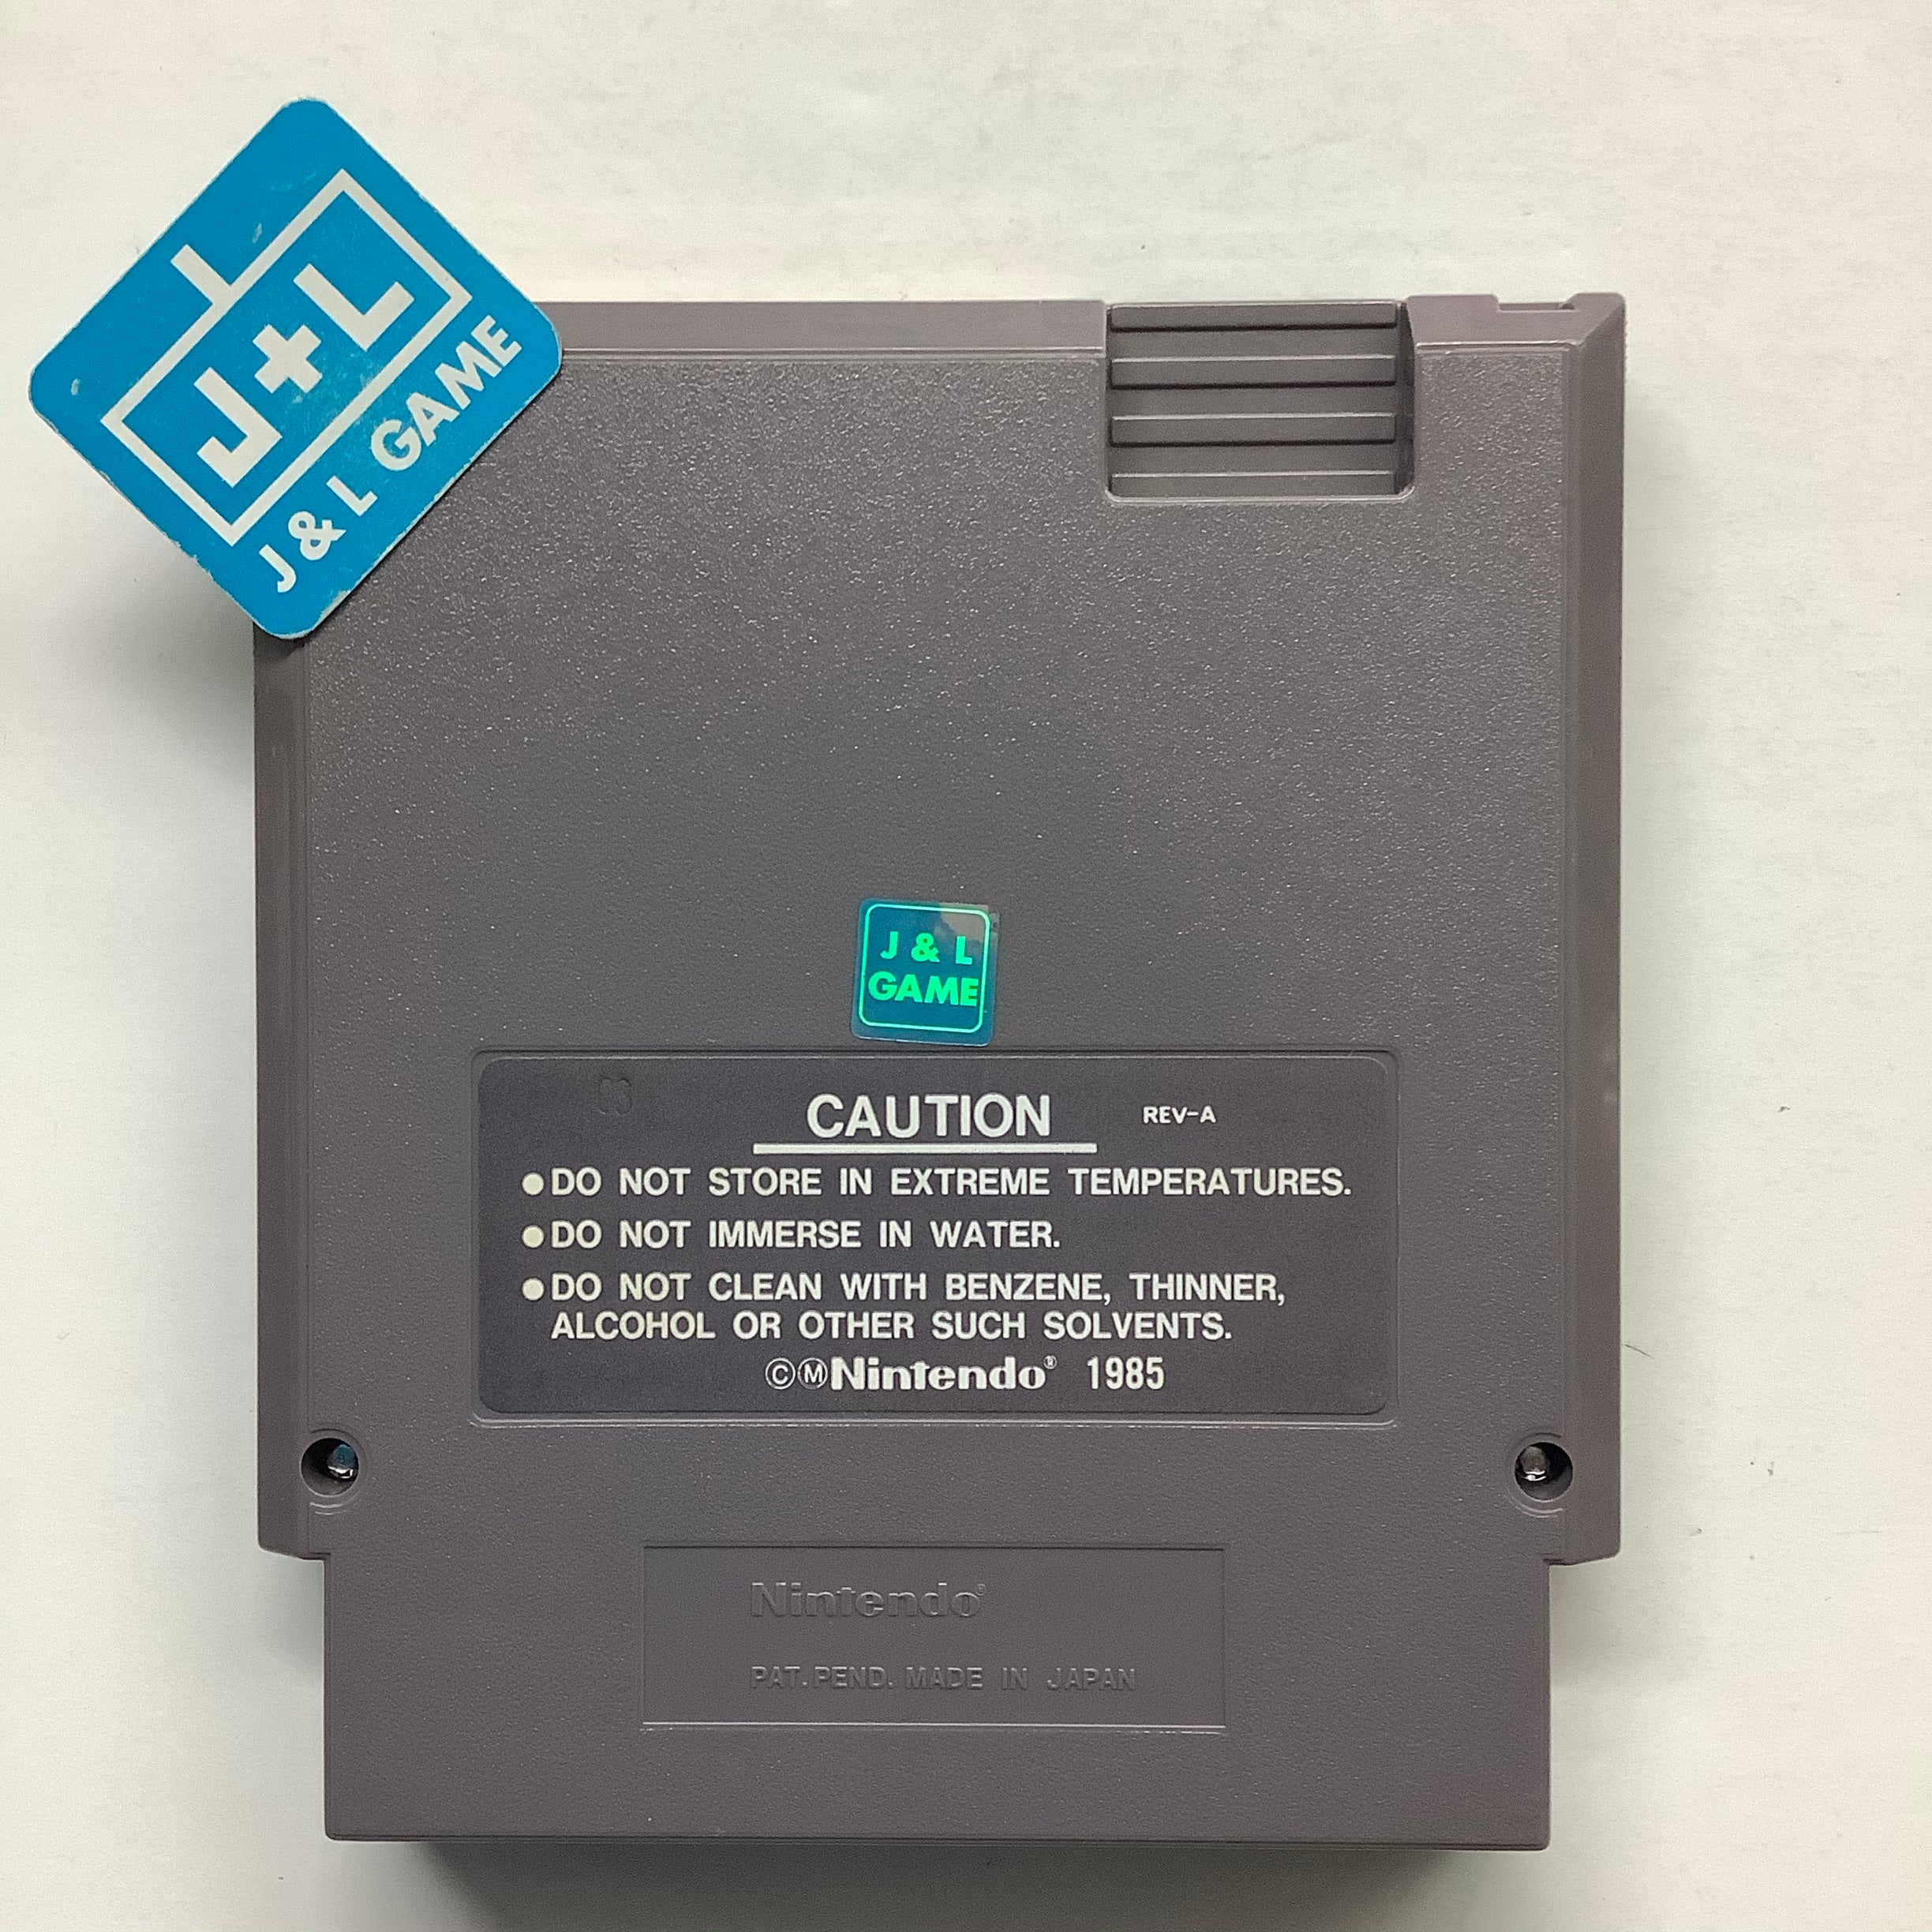 J+L
J & L GAME
J & L
GAME
CAUTION REV-A
●DO NOT STORE IN EXTREME TEMPERATURES.
●DO NOT IMMERSE IN WATER.
●DO NOT CLEAN WITH BENZENE, THINNER,
ALCOHOL OR OTHER SUCH SOLVENTS.
©ⓂNintendo® 1985
Nintendo®
PAT. PEND. MADE IN JAPAN